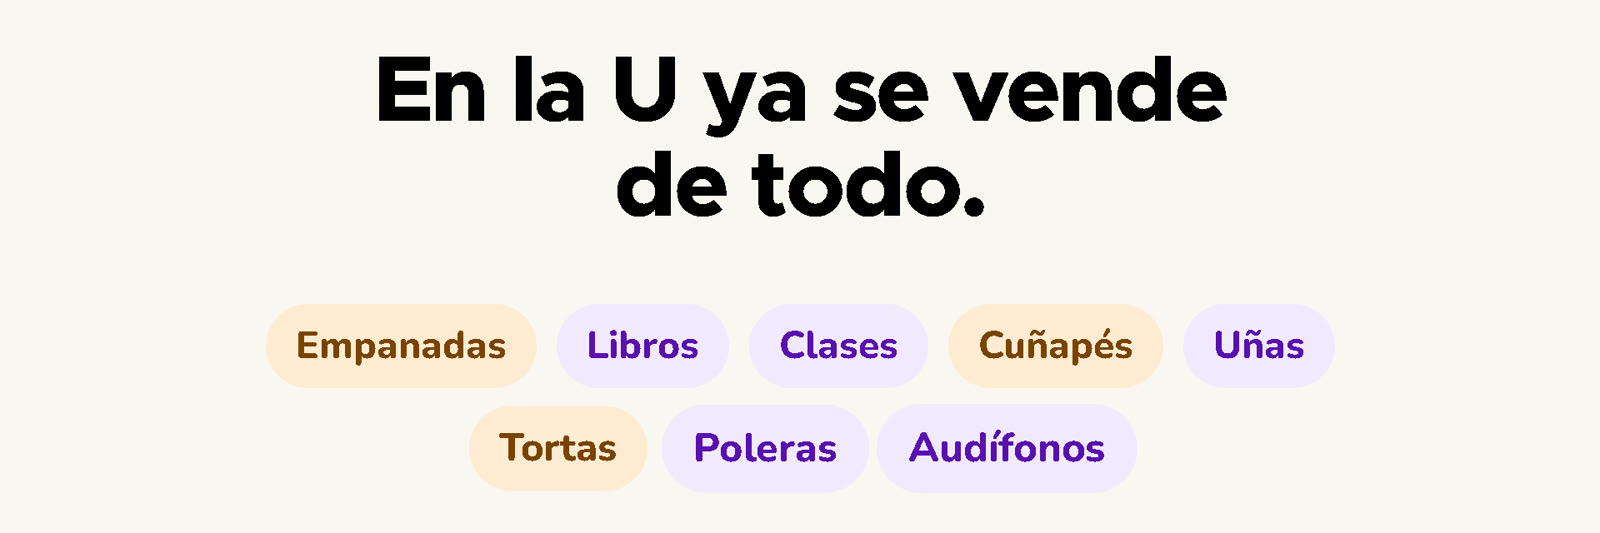 En la U ya se vende
de todo.
Empanadas Libros Clases Cuñapés Uñas
Tortas Poleras Audífonos